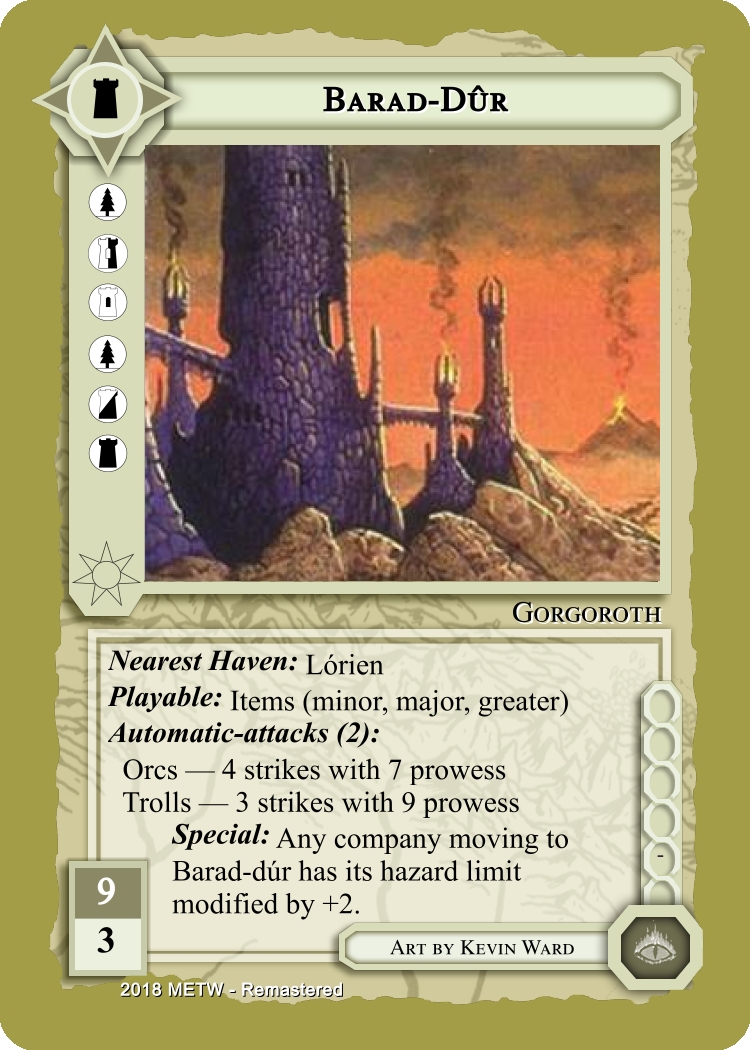 Barad-Dûr
Gorgoroth
Nearest Haven: Lórien
Playable: Items (minor, major, greater)
Automatic-attacks (2):
Orcs — 4 strikes with 7 prowess
Trolls — 3 strikes with 9 prowess
Special: Any company moving to
Barad-dúr has its hazard limit
modified by +2.
-
9
3
Art by Kevin Ward
2018 METW - Remastered